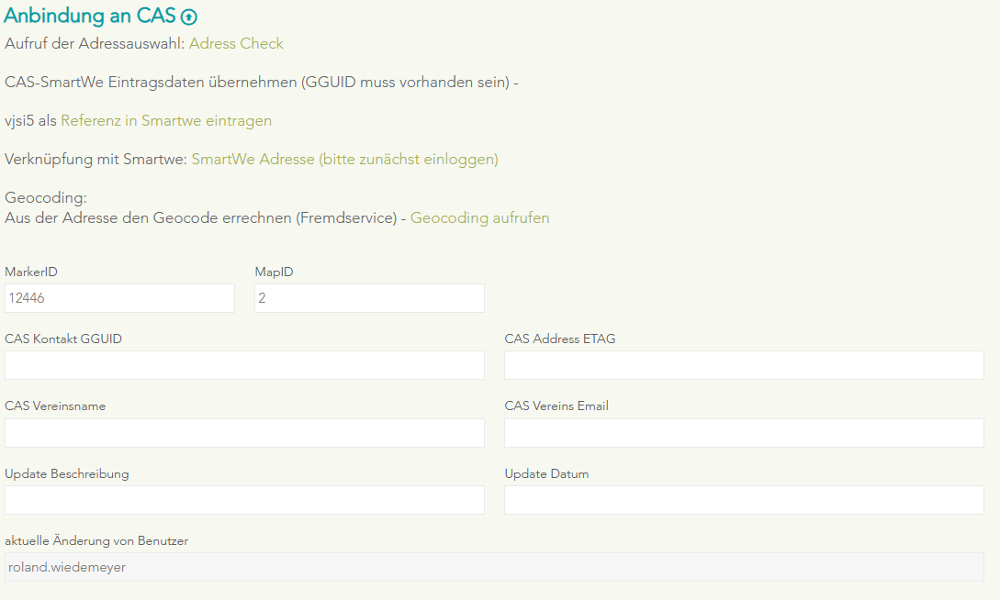 Anbindung an CAS
Aufruf der Adressauswahl: Adress Check
CAS-SmartWe Eintragsdaten übernehmen (GGUID muss vorhanden sein) -
vjsi5 als Referenz in Smartwe eintragen
Verknüpfung mit Smartwe: SmartWe Adresse (bitte zunächst einloggen)
Geocoding:
Aus der Adresse den Geocode errechnen (Fremdservice) - Geocoding aufrufen
MarkerID MapID
12446 2
CAS Kontakt GGUID CAS Address ETAG
CAS Vereinsname CAS Vereins Email
Update Beschreibung Update Datum
aktuelle Änderung von Benutzer
roland.wiedemeyer